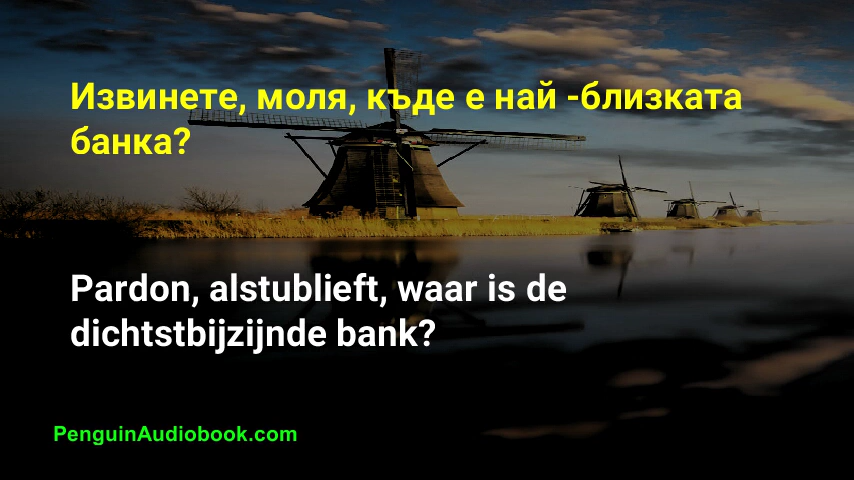 Извинете, моля, къде е най -близката
банка?
Pardon, alstublieft, waar is de
dichtstbijzijnde bank?
PenguinAudiobook.com